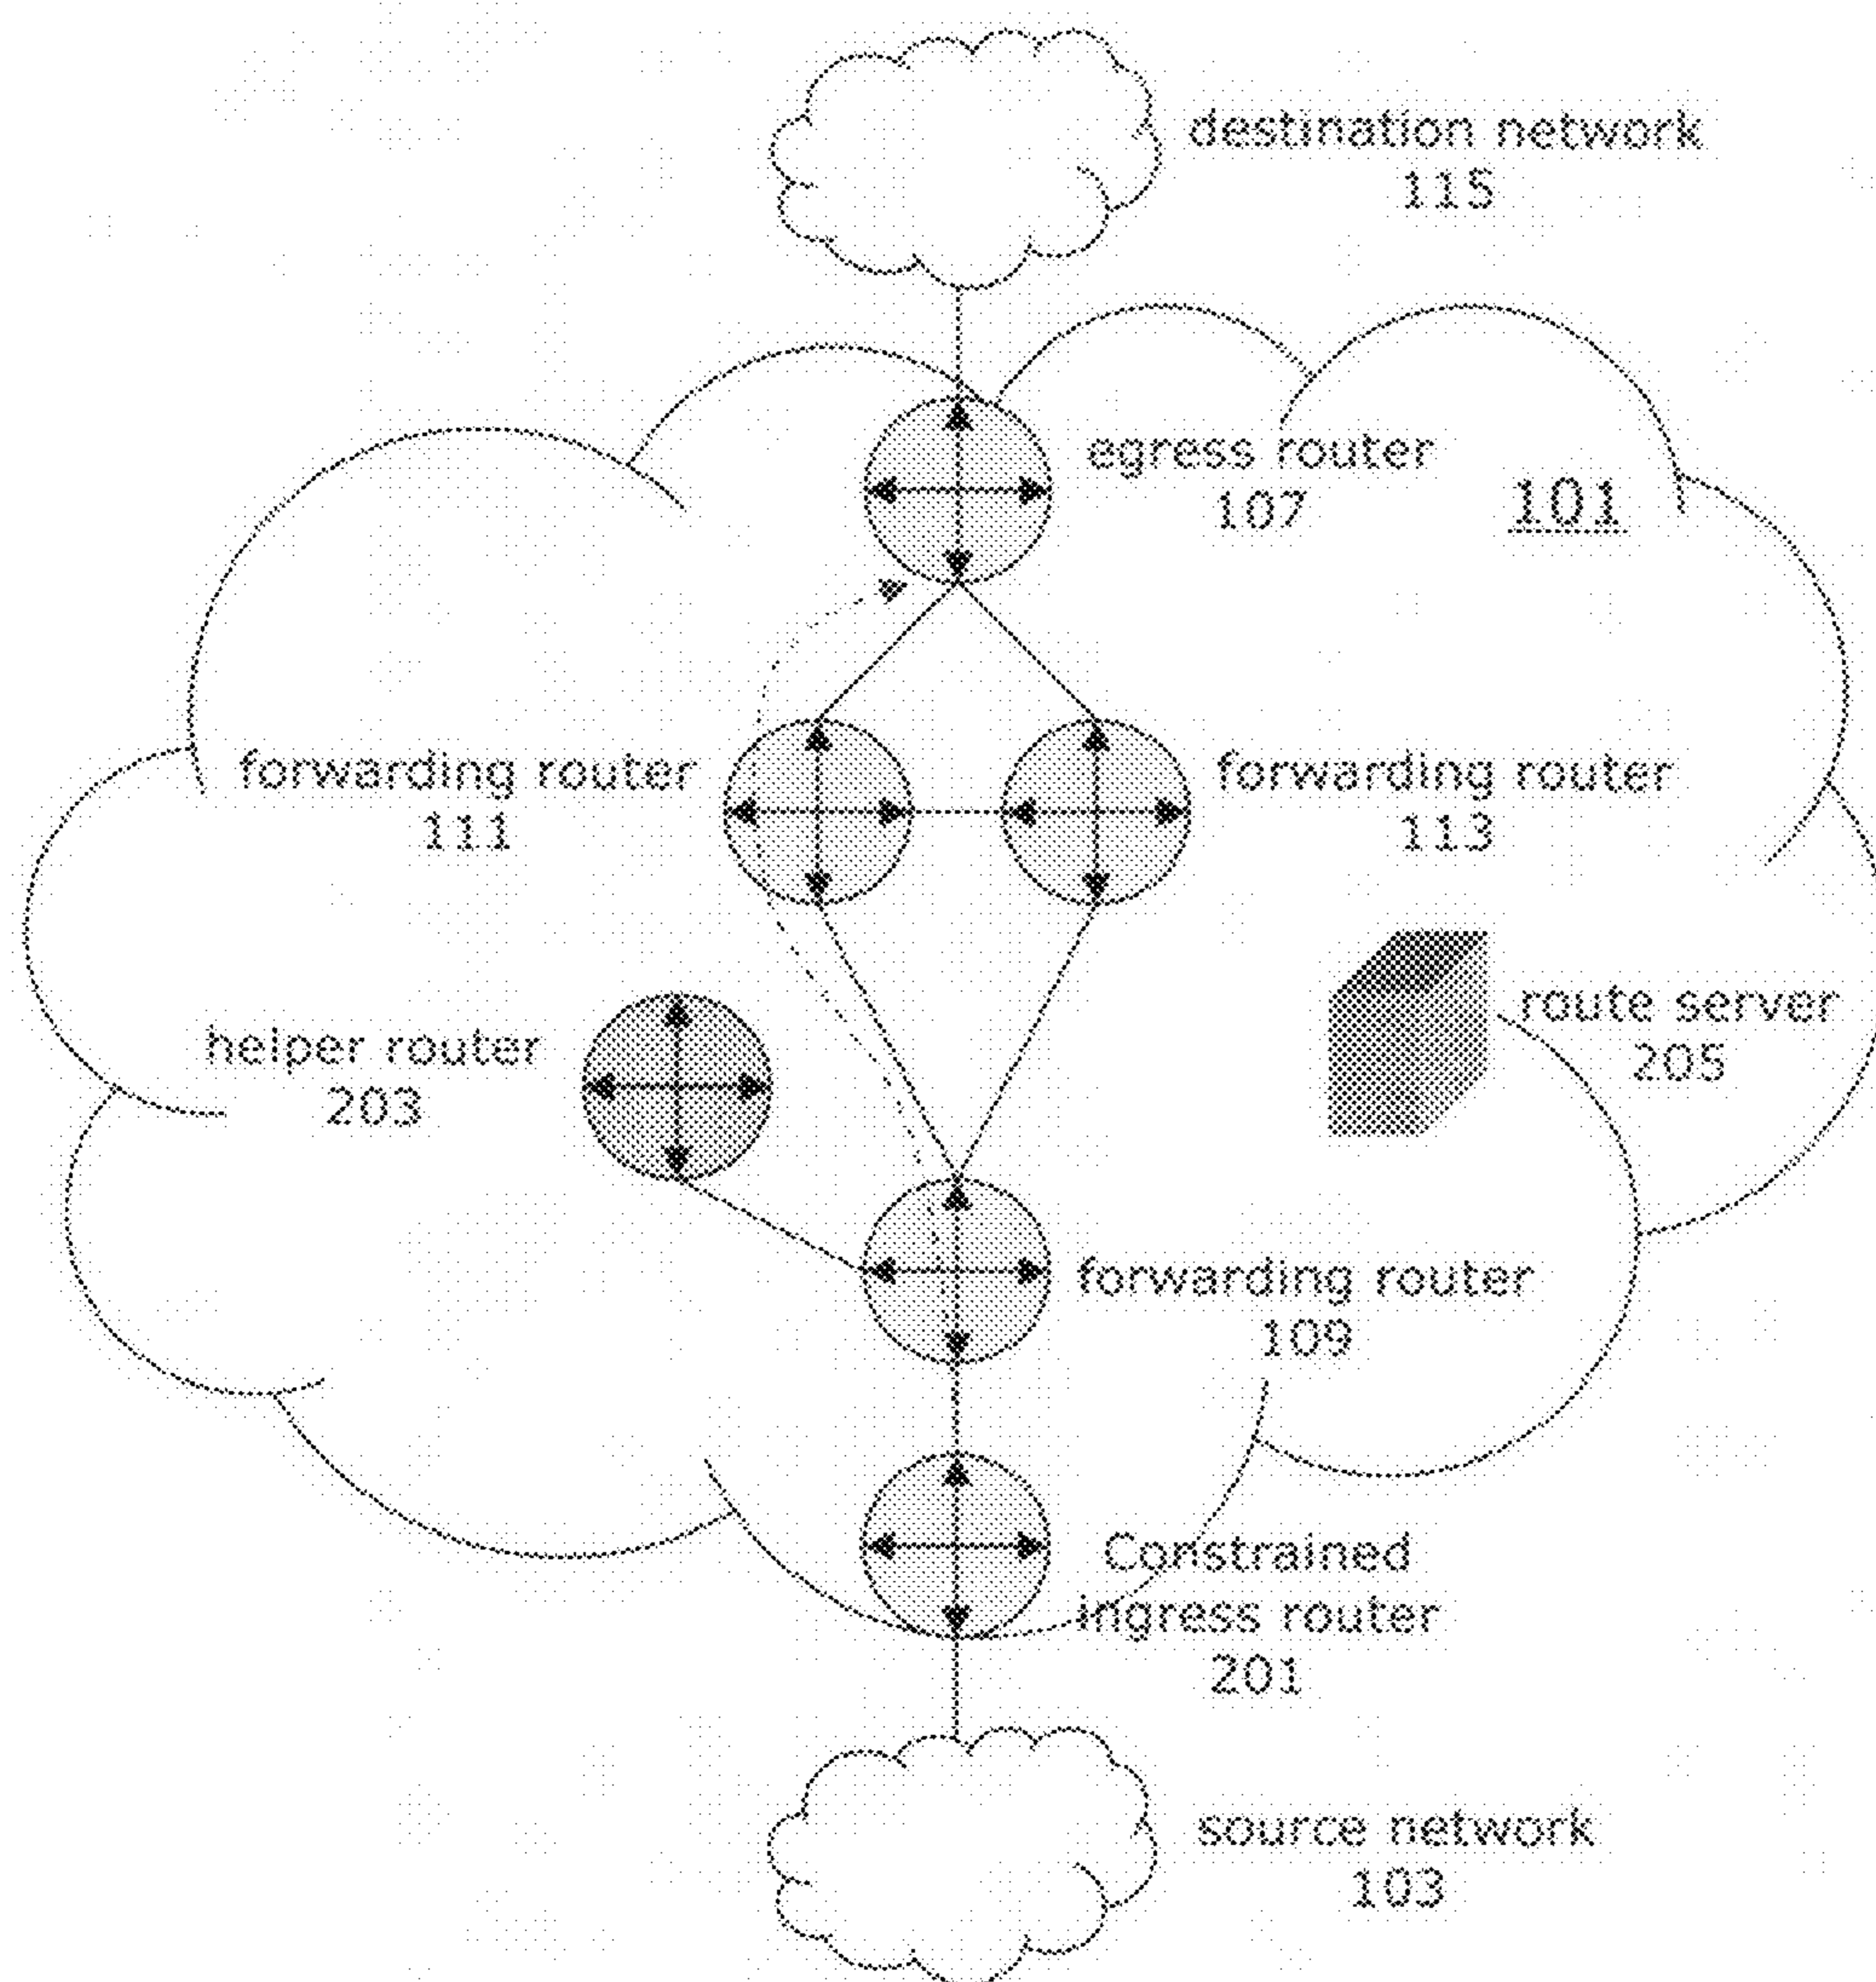 destination network
115
egress router
107
101
forwarding router
111
forwarding router
113
route server
205
helper router
203
forwarding router
109
Constrained
ingress router
201
source network
103